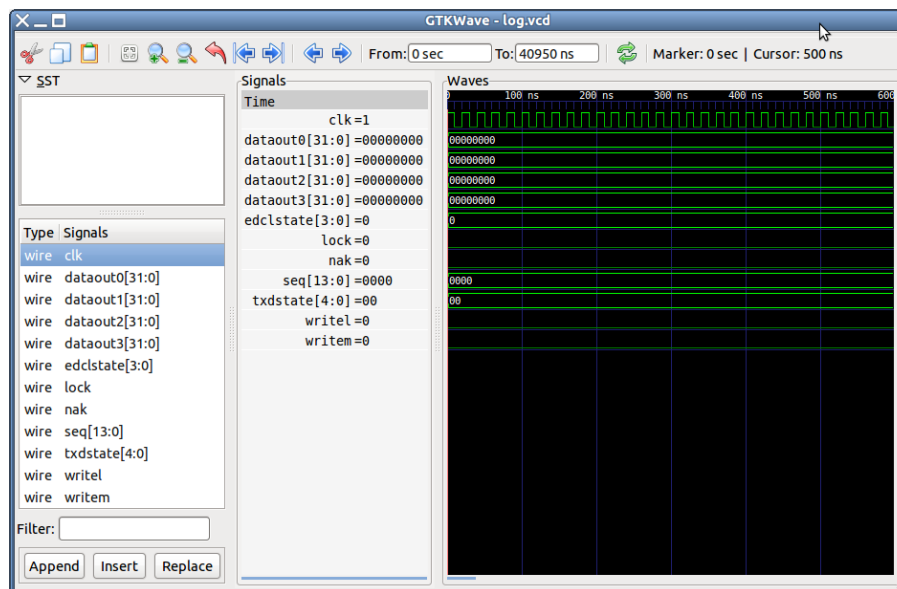 GTKWave - log.vcd
From: 0 sec To: 40950 ns Marker: 0 sec | Cursor: 500 ns
SST
Type Signals
wire clk
wire dataout0[31:0]
wire dataout1[31:0]
wire dataout2[31:0]
wire dataout3[31:0]
wire edclstate[3:0]
wire lock
wire nak
wire seq[13:0]
wire txdstate[4:0]
wire writel
wire writem
Filter:
Append Insert Replace
Signals
Time
clk=1
dataout0[31:0]=00000000
dataout1[31:0]=00000000
dataout2[31:0]=00000000
dataout3[31:0]=00000000
edclstate[3:0]=0
lock=0
nak=0
seq[13:0]=0000
txdstate[4:0]=00
writel=0
writem=0
Waves
100 ns 200 ns 300 ns 400 ns 500 ns 600
00000000
00000000
00000000
00000000
0
0000
00